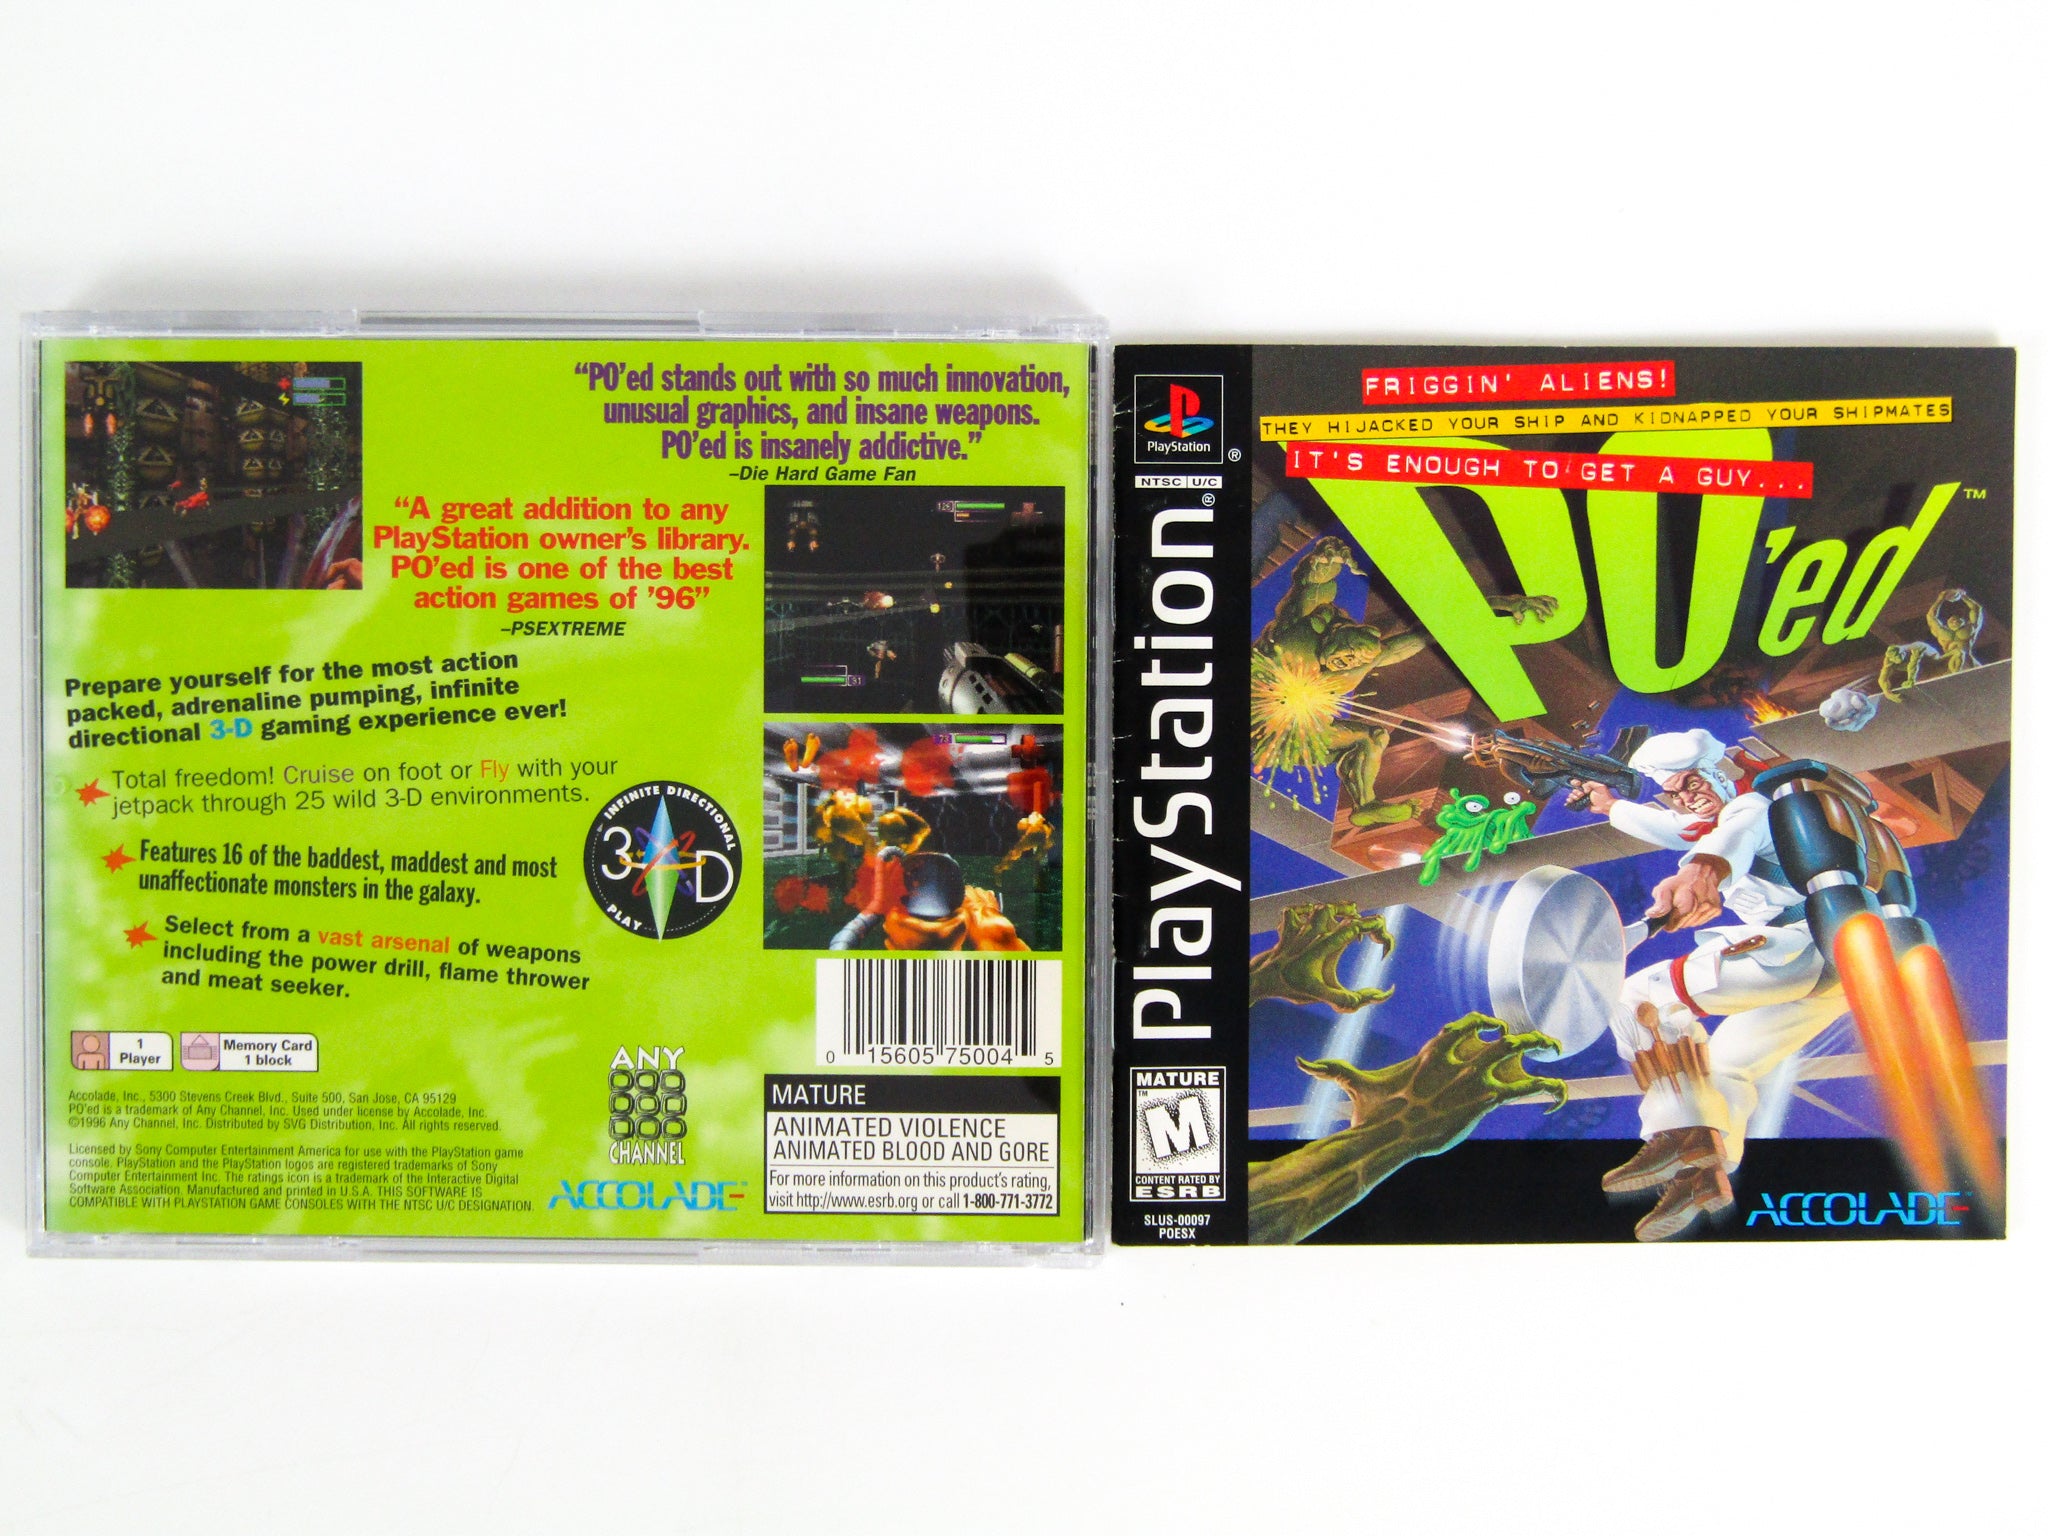 “PO’ed stands out with so much innovation,
unusual graphics, and insane weapons.
PO’ed is insanely addictive.”
–Die Hard Game Fan
“A great addition to any
PlayStation owner’s library.
PO’ed is one of the best
action games of ’96”
–PSEXTREME
Prepare yourself for the most action
packed, adrenaline pumping, infinite
directional 3-D gaming experience ever!
Total freedom! Cruise on foot or Fly with your
jetpack through 25 wild 3-D environments.
Features 16 of the baddest, maddest and most
unaffectionate monsters in the galaxy.
Select from a vast arsenal of weapons
including the power drill, flame thrower
and meat seeker.
INFINITE DIRECTIONAL
3 D
PLAY
1
Player
Memory Card
1 block
Accolade, Inc., 5300 Stevens Creek Blvd., Suite 500, San Jose, CA 95129
PO'ed is a trademark of Any Channel, Inc. Used under license by Accolade, Inc.
©1996 Any Channel, Inc. Distributed by SVG Distribution, Inc. All rights reserved.
Licensed by Sony Computer Entertainment America for use with the PlayStation game
console. PlayStation and the PlayStation logos are registered trademarks of Sony
Computer Entertainment Inc. The ratings icon is a trademark of the Interactive Digital
Software Association. Manufactured and printed in U.S.A. THIS SOFTWARE IS
COMPATIBLE WITH PLAYSTATION GAME CONSOLES WITH THE NTSC U/C DESIGNATION.
ANY
CHANNEL
ACCOLADE™
0 15605 75004 5
MATURE
ANIMATED VIOLENCE
ANIMATED BLOOD AND GORE
For more information on this product's rating,
visit http://www.esrb.org or call 1-800-771-3772
PlayStation
®
NTSC U/C
PlayStation®
MATURE
™
M
CONTENT RATED BY
ESRB
SLUS-00097
POESX
FRIGGIN' ALIENS!
THEY HIJACKED YOUR SHIP AND KIDNAPPED YOUR SHIPMATES
IT'S ENOUGH TO GET A GUY...
PO'ed™
ACCOLADE™